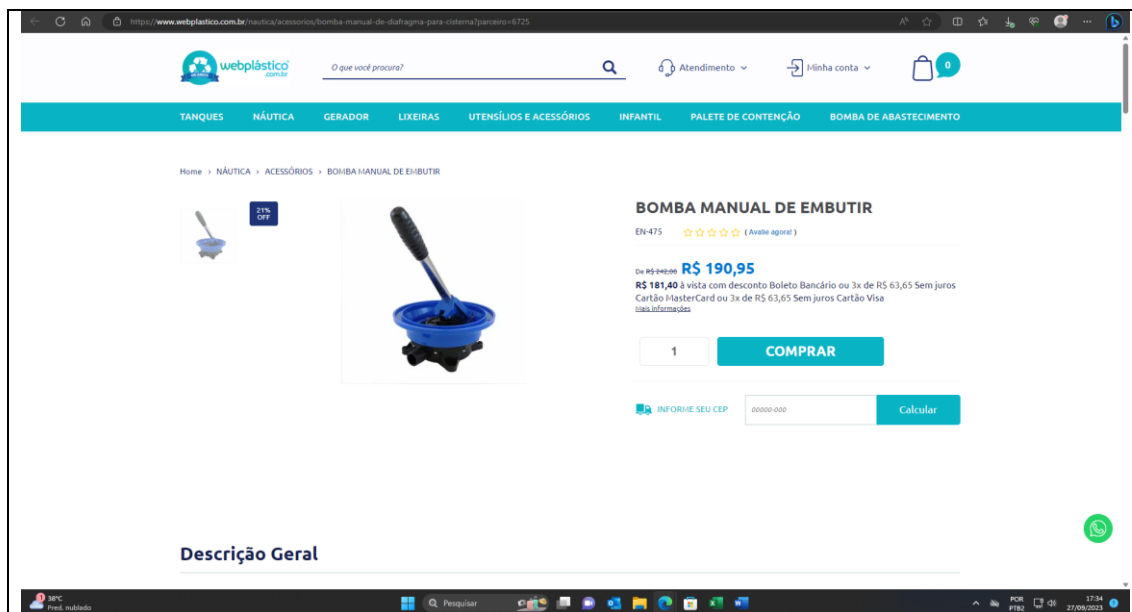 https://www.webplastico.com.br/nautica/acessorios/bomba-manual-de-diafragma-para-cisterna?parceiro=6725
webplástico
.com.br
O que você procura?
Atendimento
Minha conta
0
TANQUES NÁUTICA GERADOR LIXEIRAS UTENSÍLIOS E ACESSÓRIOS INFANTIL PALETE DE CONTENÇÃO BOMBA DE ABASTECIMENTO
Home › NÁUTICA › ACESSÓRIOS › BOMBA MANUAL DE EMBUTIR
21%
OFF
BOMBA MANUAL DE EMBUTIR
EN-475 ( Avalie agora! )
De R$ 242,00 R$ 190,95
R$ 181,40 à vista com desconto Boleto Bancário ou 3x de R$ 63,65 Sem juros
Cartão MasterCard ou 3x de R$ 63,65 Sem juros Cartão Visa
Mais informações
1 COMPRAR
INFORME SEU CEP 00000-000 Calcular
Descrição Geral
1
38°C
Pred. nublado
Pesquisar
POR
PTB2
17:34
27/09/2023